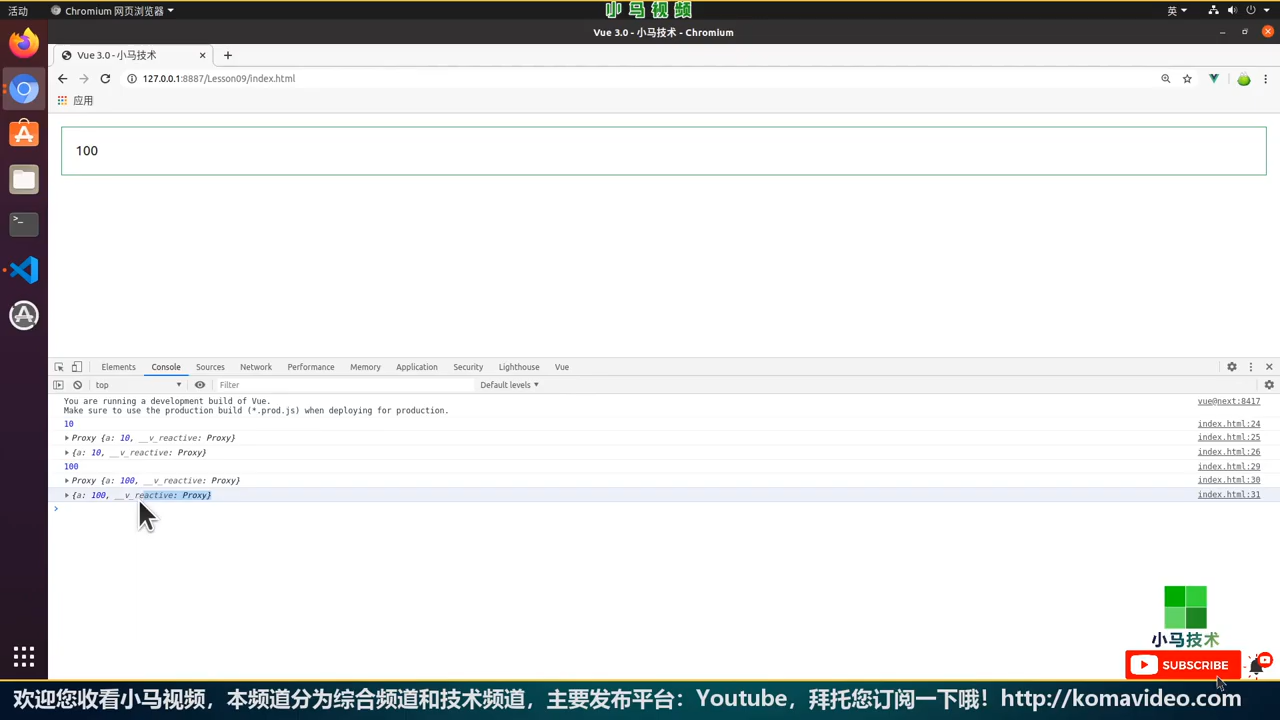 活动
Chromium 网页浏览器
小马视频
英
Vue 3.0 - 小马技术 - Chromium
Vue 3.0 - 小马技术
127.0.0.1:8887/Lesson09/index.html
应用
100
Elements Console Sources Network Performance Memory Application Security Lighthouse Vue
top
Filter
Default levels
You are running a development build of Vue.
Make sure to use the production build (*.prod.js) when deploying for production.
vue@next:8417
10
index.html:24
Proxy {a: 10, __v_reactive: Proxy}
index.html:25
{a: 10, __v_reactive: Proxy}
index.html:26
100
index.html:29
Proxy {a: 100, __v_reactive: Proxy}
index.html:30
{a: 100, __v_reactive: Proxy}
index.html:31
小马技术
SUBSCRIBE
欢迎您收看小马视频，本频道分为综合频道和技术频道，主要发布平台：Youtube，拜托您订阅一下哦！http://komavideo.com